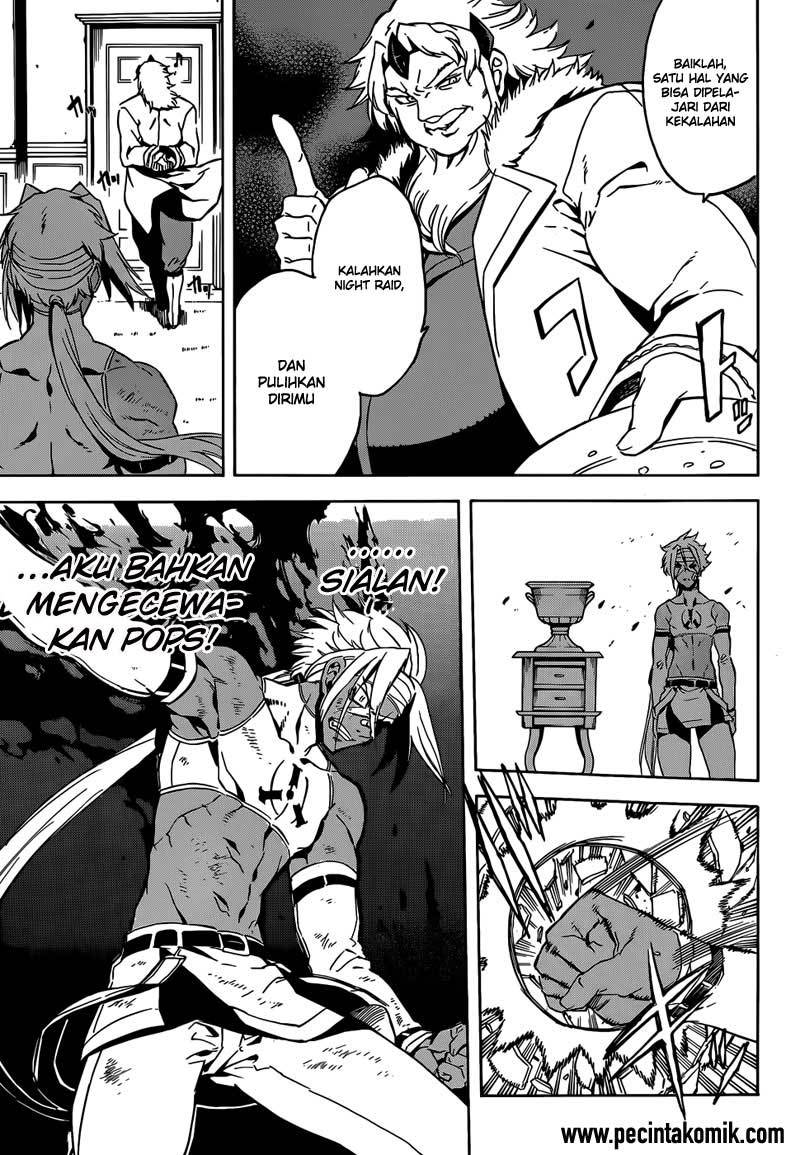 BAIKLAH,
SATU HAL YANG
BISA DIPELA-
JARI DARI
KEKALAHAN
KALAHKAN
NIGHT RAID,
DAN
PULIHKAN
DIRIMU
......
SIALAN!
...AKU BAHKAN
MENGECEWA-
KAN POPS!
www.pecintakomik.com